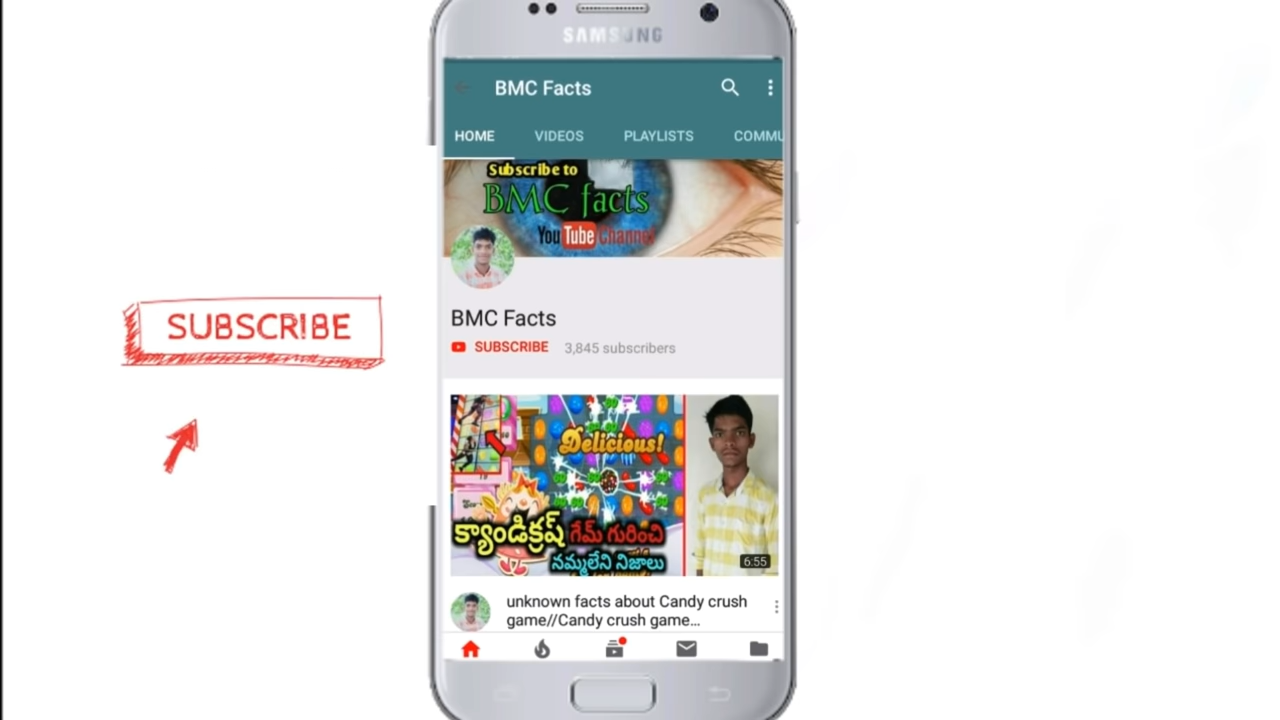 SAMSUNG
BMC Facts
HOME VIDEOS PLAYLISTS COMMU
Subscribe to
BMC facts
YouTube Channel
BMC Facts
SUBSCRIBE 3,845 subscribers
SUBSCRIBE
Delicious!
క్యాండిక్రష్ గేమ్ గురించి
నమ్మలేని నిజాలు
6:55
unknown facts about Candy crush
game//Candy crush game...